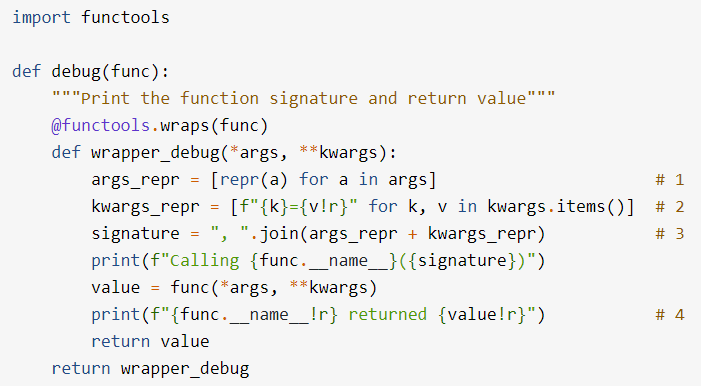 import functools

def debug(func):
    """Print the function signature and return value"""
    @functools.wraps(func)
    def wrapper_debug(*args, **kwargs):
        args_repr = [repr(a) for a in args]                      # 1
        kwargs_repr = [f"{k}={v!r}" for k, v in kwargs.items()]  # 2
        signature = ", ".join(args_repr + kwargs_repr)           # 3
        print(f"Calling {func.__name__}({signature})")
        value = func(*args, **kwargs)
        print(f"{func.__name__!r} returned {value!r}")           # 4
        return value
    return wrapper_debug